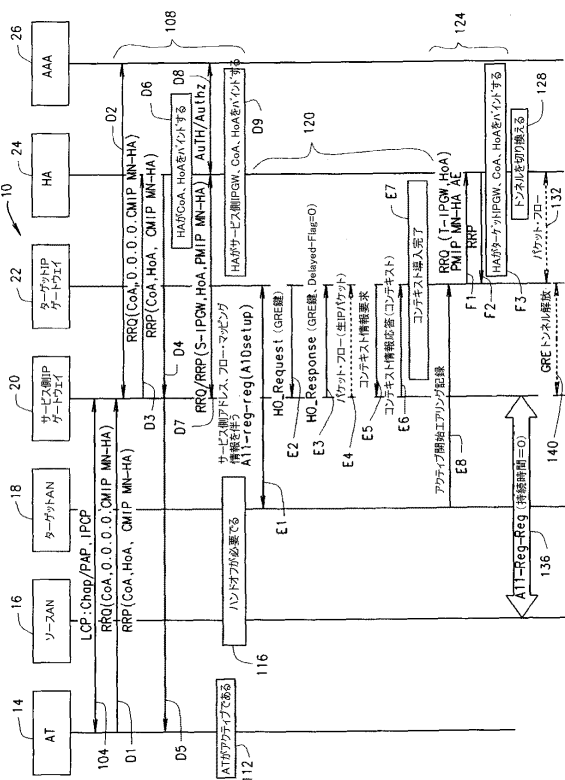 10
14
AT
16
ソースAN
18
ターゲットAN
20
サービス側IP
ゲートウェイ
22
ターゲットIP
ゲートウェイ
24
HA
26
AAA
LCP:Chap/PAP,IPCP
104
RRQ(CoA,0.0.0.0,CMIP MN-HA)
D1
RRQ(CoA,0.0.0.0,CMIP MN-HA)
D2
108
RRP(CoA,HoA, CMIP MN-HA)
D3
RRP(CoA,HoA, CMIP MN-HA)
D4
D5
D6
HAがCoA、HoAをバインドする
RRQ/RRP(S-IPGW,HoA,PMIP MN-HA)
D7
D8
AuTH/Authz
HAがサービス側IPGW、CoA、HoAをバインドする
D9
ATがアクティブである
112
ハンドオフが必要でる
116
サービス側アドレス、フロー・マッピング
情報を伴う
A11-reg-req(A10setup)
E1
HO_Request(GRE鍵)
E2
HO_Response(GRE鍵、Delayed-Flag=0)
E3
パケット・フロー(生IPパケット)
E4
コンテキスト情報要求
E5
コンテキスト情報応答(コンテキスト)
E6
120
E7
コンテキスト導入完了
アクティブ開始エアリング記録
E8
RRQ(T-IPGW,HoA)
PMIP MN-HA AE
F1
RRP
F2
124
HAがターゲットIPGW、CoA、HoAをバインドする
F3
トンネルを切り換える
128
パケット・フロー
132
GREトンネル解放
140
A11-Reg-Reg(持続時間=0)
136